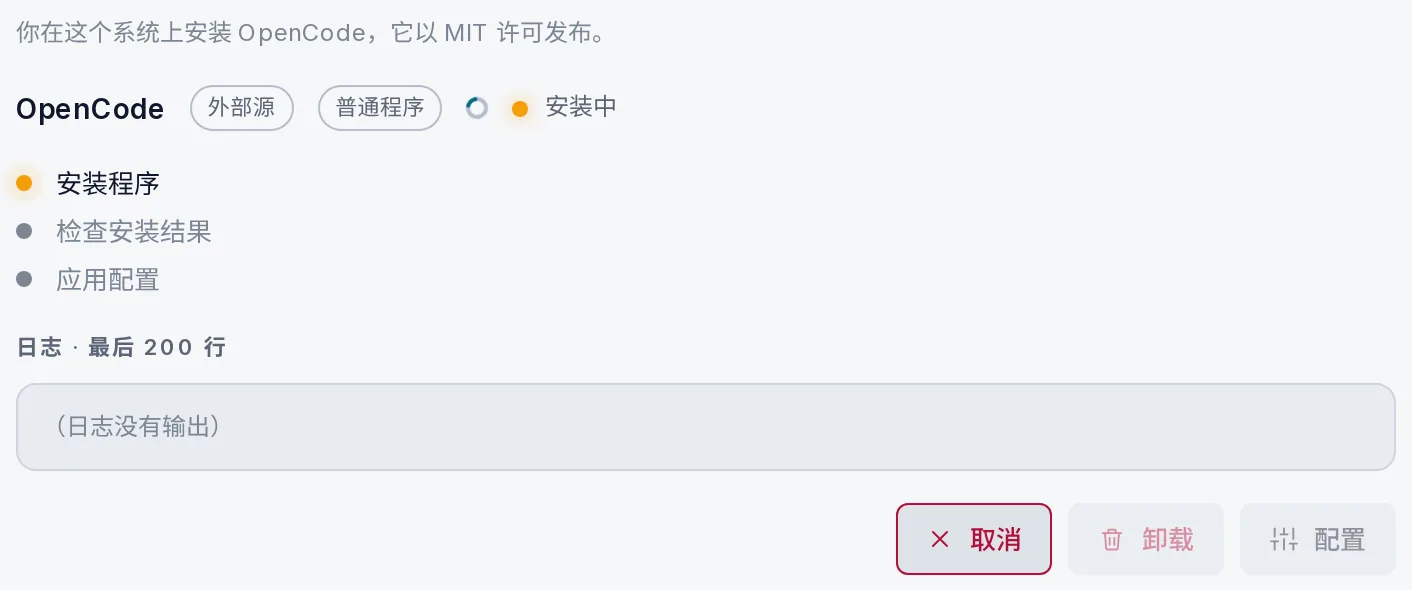 你在这个系统上安装 OpenCode，它以 MIT 许可发布。
OpenCode 外部源 普通程序 安装中
安装程序
检查安装结果
应用配置
日志 · 最后 200 行
（日志没有输出）
取消 卸载 配置